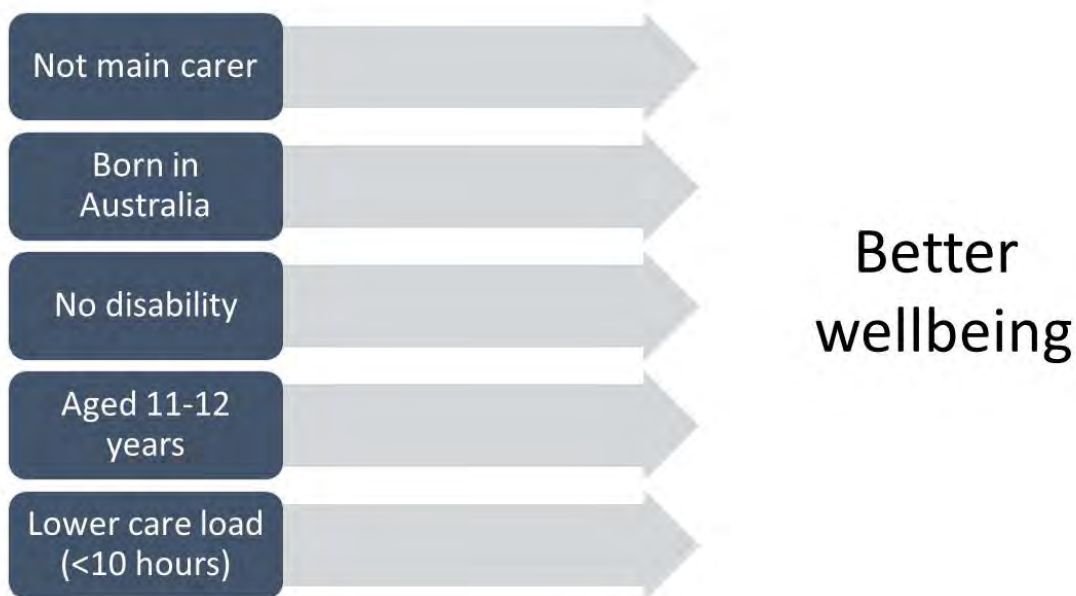 Not main carer
Born in
Australia
No disability
Aged 11-12
years
Lower care load
(<10 hours)
Better
wellbeing